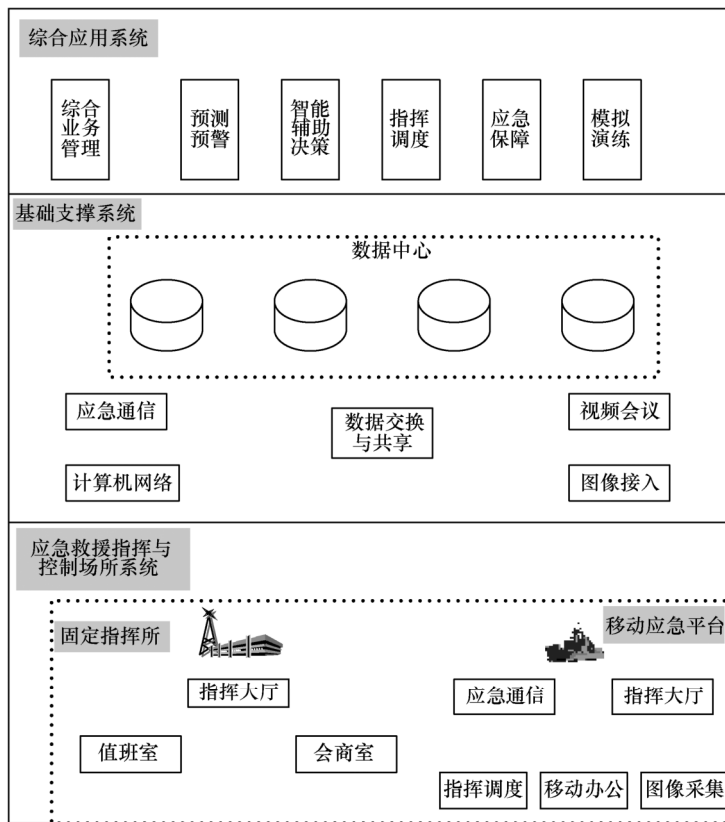 综合应用系统
综合
业务
管理
预测
预警
智能
辅助
决策
指挥
调度
应急
保障
模拟
演练
基础支撑系统
数据中心
应急通信
数据交换
与共享
视频会议
计算机网络
图像接入
应急救援指挥与
控制场所系统
固定指挥所
移动应急平台
指挥大厅
应急通信
指挥大厅
值班室
会商室
指挥调度
移动办公
图像采集